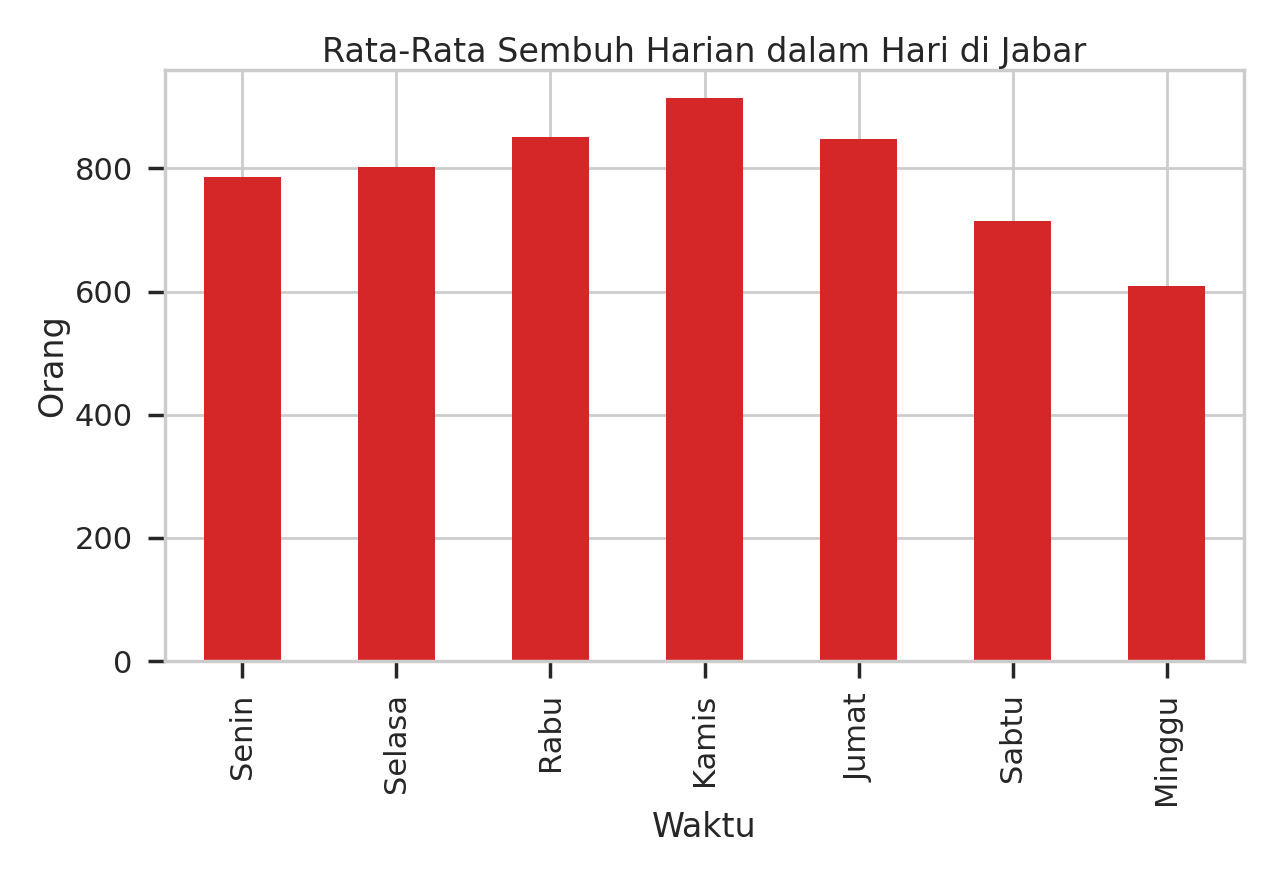 Rata-Rata Sembuh Harian dalam Hari di Jabar
Orang
800
600
400
200
0
Senin
Selasa
Rabu
Kamis
Jumat
Sabtu
Minggu
Waktu